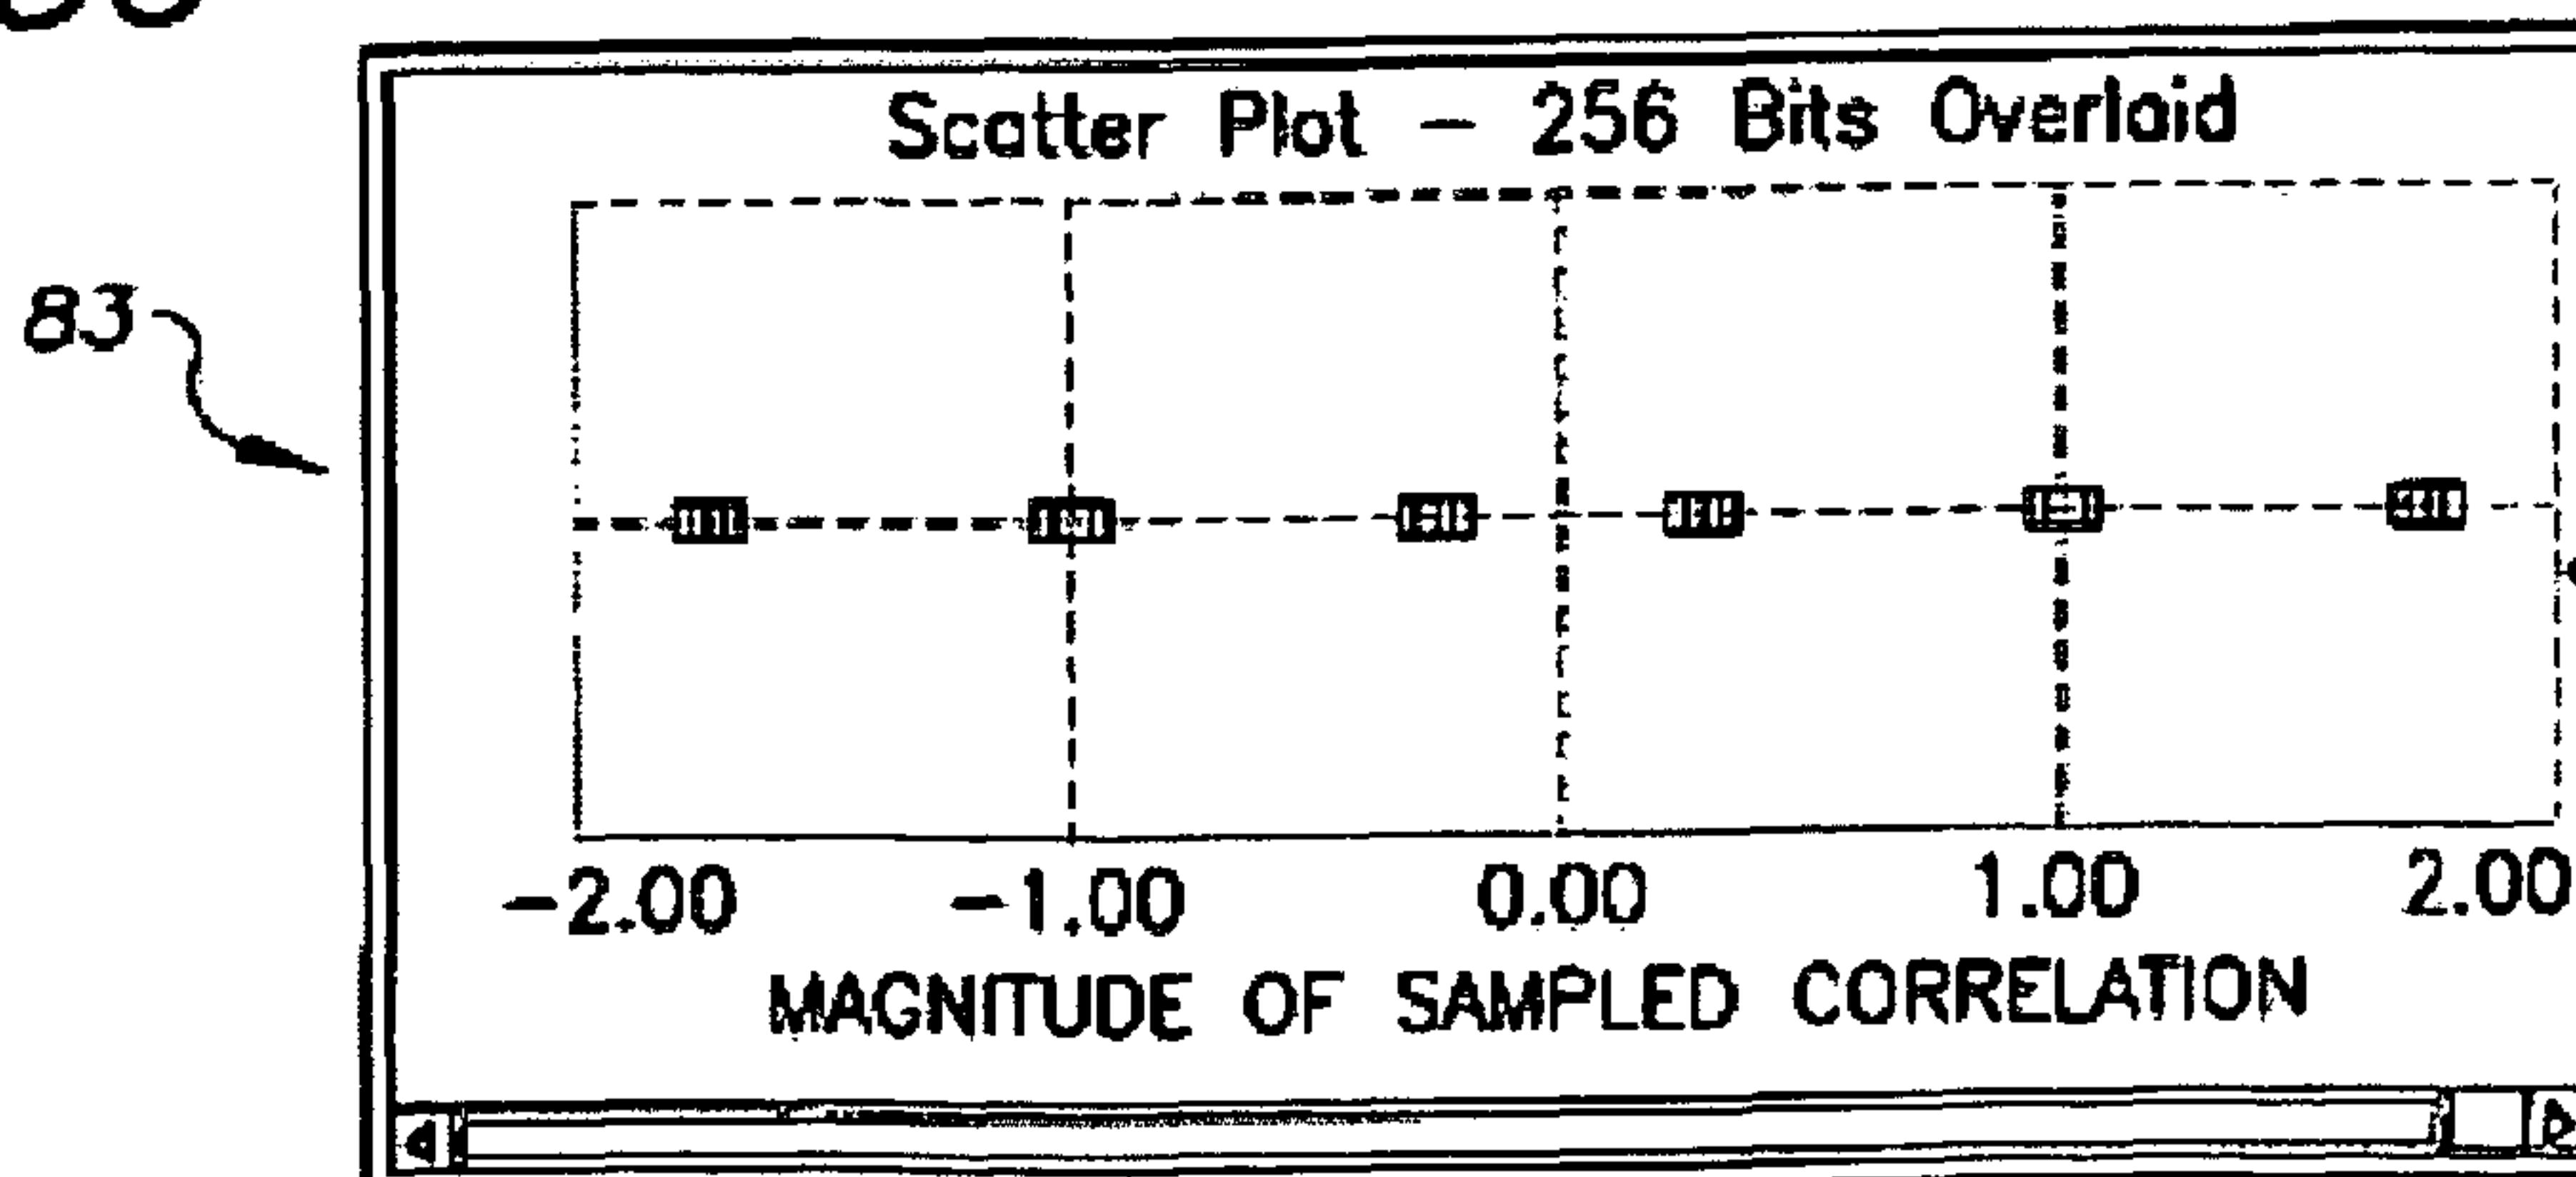 Scatter Plot – 256 Bits Overlaid
83
-2.00 -1.00 0.00 1.00 2.00
MAGNITUDE OF SAMPLED CORRELATION